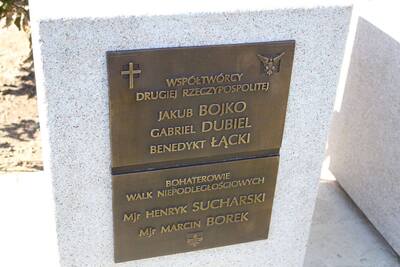 WSPÓŁTWÓRCY
DRUGIEJ RZECZYPOSPOLITEJ
JAKUB BOJKO
GABRIEL DUBIEL
BENEDYKT ŁĄCKI
BOHATEROWIE
WALK NIEPODLEGŁOŚCIOWYCH
MJR HENRYK SUCHARSKI
MJR MARCIN BOREK